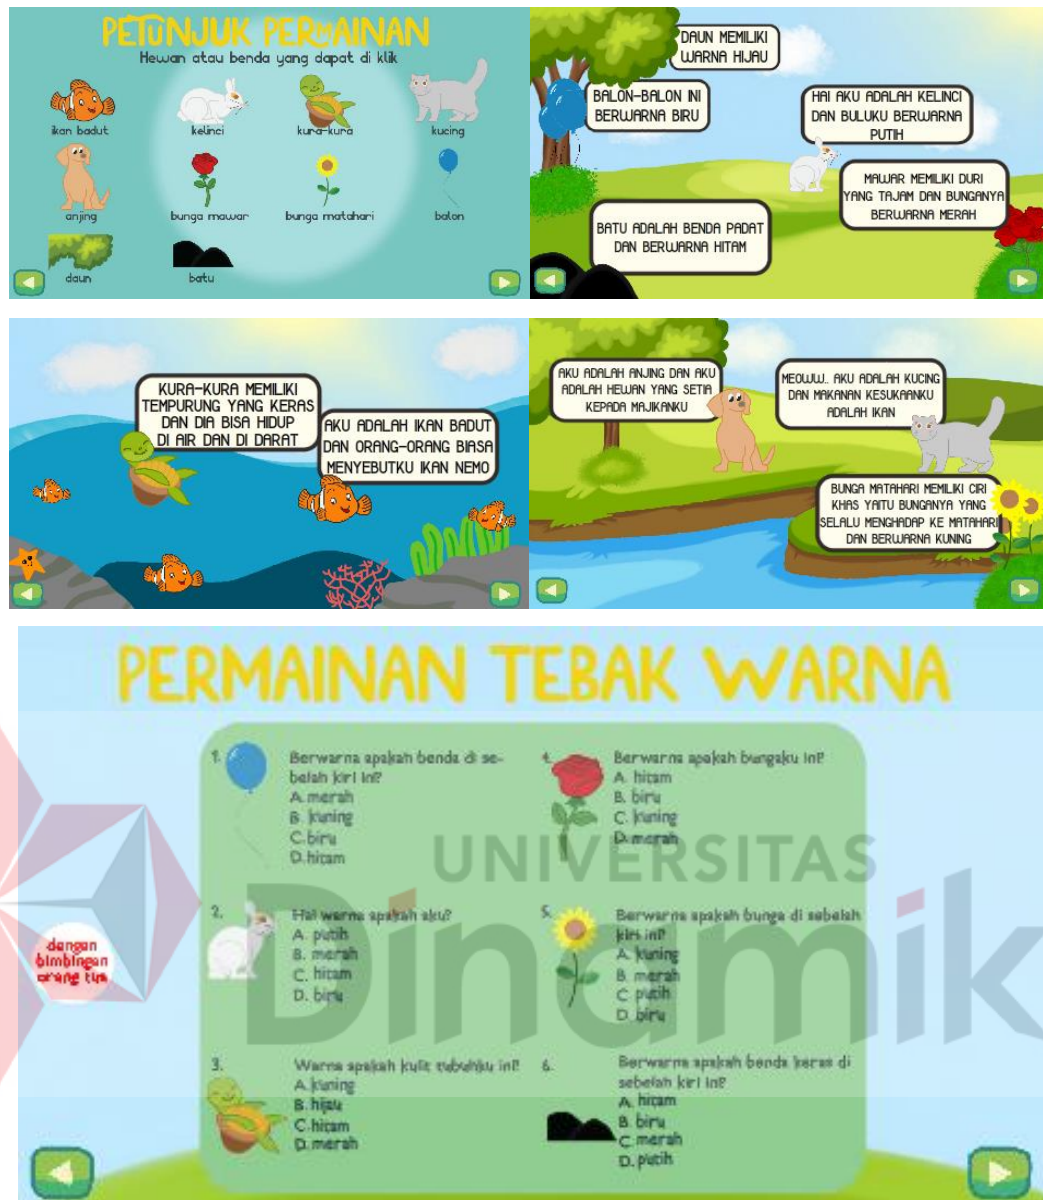 PETUNJUK PERMAINAN
Hewan atau benda yang dapat di klik
ikan badut
kelinci
kura-kura
kucing
anjing
bunga mawar
bunga matahari
balon
daun
batu
DAUN MEMILIKI
WARNA HIJAU
BALON-BALON INI
BERWARNA BIRU
HAI AKU ADALAH KELINCI
DAN BULUKU BERWARNA
PUTIH
MAWAR MEMILIKI DURI
YANG TAJAM DAN BUNGANYA
BERWARNA MERAH
BATU ADALAH BENDA PADAT
DAN BERWARNA HITAM
KURA-KURA MEMILIKI
TEMPURUNG YANG KERAS
DAN DIA BISA HIDUP
DI AIR DAN DI DARAT
AKU ADALAH IKAN BADUT
DAN ORANG-ORANG BIASA
MENYEBUTKU IKAN NEMO
AKU ADALAH ANJING DAN AKU
ADALAH HEWAN YANG SETIA
KEPADA MAJIKANKU
MEOWW.. AKU ADALAH KUCING
DAN MAKANAN KESUKAANKU
ADALAH IKAN
BUNGA MATAHARI MEMILIKI CIRI
KHAS YAITU BUNGANYA YANG
SELALU MENGHADAP KE MATAHARI
DAN BERWARNA KUNING
PERMAINAN TEBAK WARNA
1. Berwarna apakah benda di se-
belah kiri ini?
A. merah
B. kuning
C. biru
D. hitam
2. Hai warna apakah aku?
A. putih
B. merah
C. hitam
D. biru
3. Warna apakah kulit tubuhku ini?
A. kuning
B. hijau
C. hitam
D. merah
4. Berwarna apakah bungaku ini?
A. hitam
B. biru
C. kuning
D. merah
5. Berwarna apakah bunga di sebelah
kiri ini?
A. kuning
B. merah
C putih
D. biru
6. Berwarna apakah benda keras di
sebelah kiri ini?
A. hitam
B. biru
C. merah
D. putih
dengan
bimbingan
orang tua
UNIVERSITAS
Dinamik